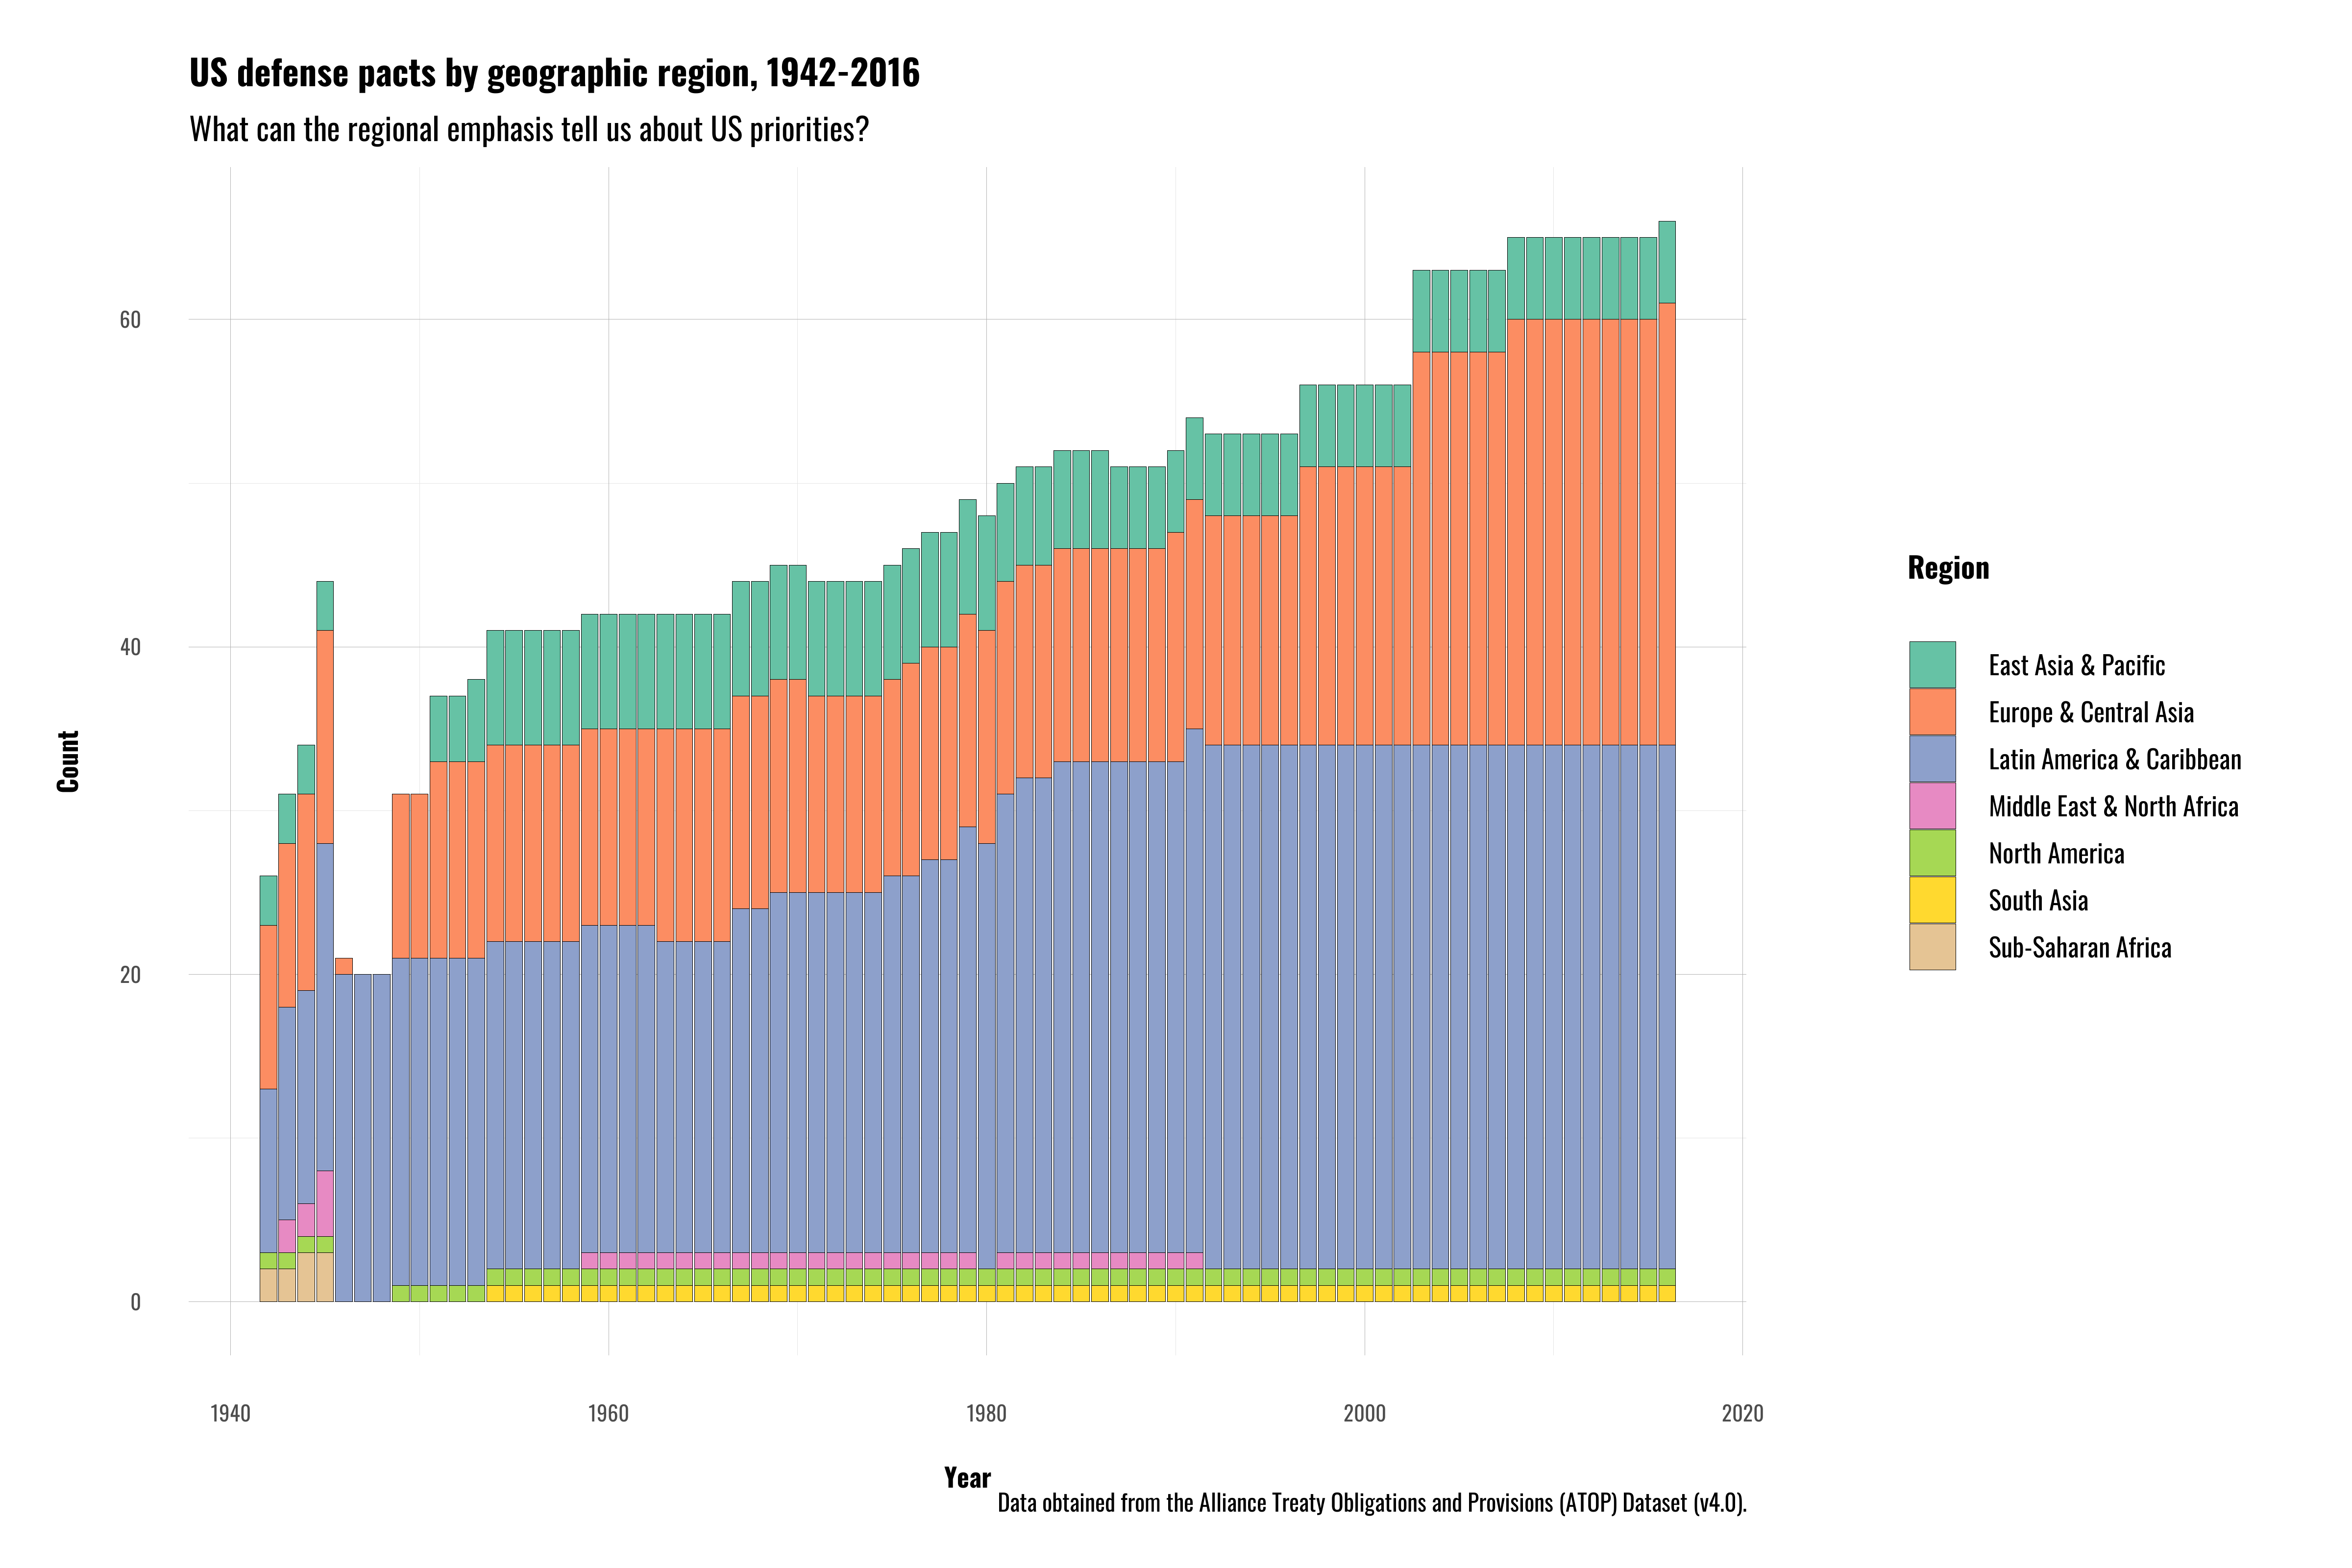 US defense pacts by geographic region, 1942-2016
What can the regional emphasis tell us about US priorities?
60
40
20
0
Count
1940
1960
1980
2000
2020
Year
Data obtained from the Alliance Treaty Obligations and Provisions (ATOP) Dataset (v4.0).
Region
East Asia & Pacific
Europe & Central Asia
Latin America & Caribbean
Middle East & North Africa
North America
South Asia
Sub-Saharan Africa